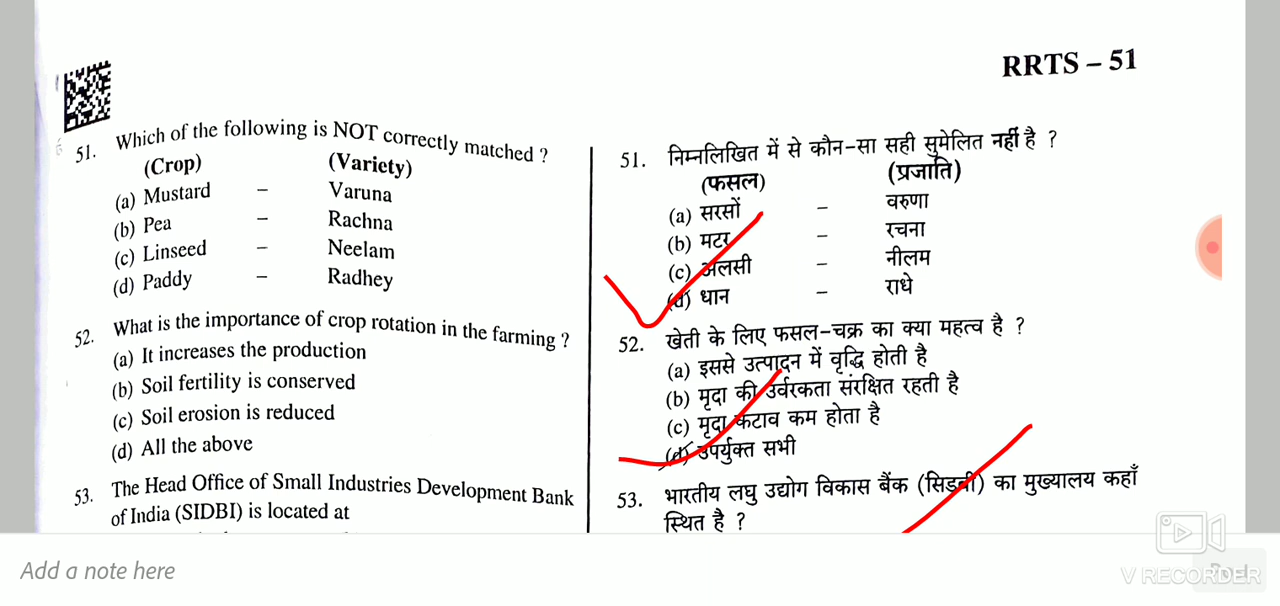 RRTS – 51
51. Which of the following is NOT correctly matched ?
(Crop) (Variety)
(a) Mustard – Varuna
(b) Pea – Rachna
(c) Linseed – Neelam
(d) Paddy – Radhey
52. What is the importance of crop rotation in the farming ?
(a) It increases the production
(b) Soil fertility is conserved
(c) Soil erosion is reduced
(d) All the above
53. The Head Office of Small Industries Development Bank
of India (SIDBI) is located at
51. निम्नलिखित में से कौन-सा सही सुमेलित नहीं है ?
(फसल) (प्रजाति)
(a) सरसों – वरुणा
(b) मटर – रचना
(c) अलसी – नीलम
(d) धान – राधे
52. खेती के लिए फसल-चक्र का क्या महत्व है ?
(a) इससे उत्पादन में वृद्धि होती है
(b) मृदा की उर्वरकता संरक्षित रहती है
(c) मृदा कटाव कम होता है
(d) उपर्युक्त सभी
53. भारतीय लघु उद्योग विकास बैंक (सिडबी) का मुख्यालय कहाँ
स्थित है ?
Add a note here
V RECORDER